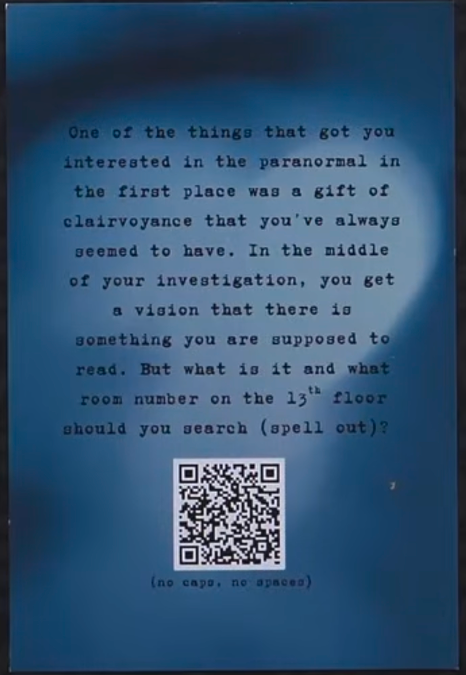 One of the things that got you
interested in the paranormal in
the first place was a gift of
clairvoyance that you've always
seemed to have. In the middle
of your investigation, you get
a vision that there is
something you are supposed to
read. But what is it and what
room number on the 13th floor
should you search (spell out)?
(no caps, no spaces)